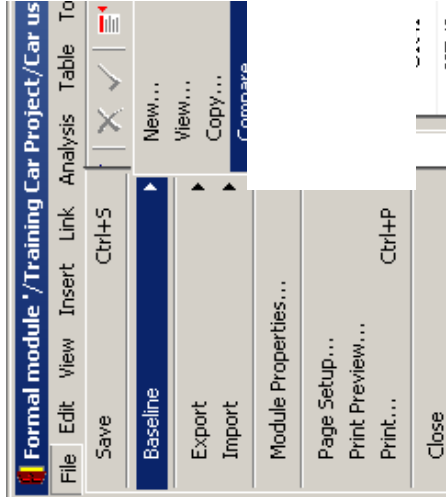 Formal module '/Training Car Project/Car us
File Edit View Insert Link Analysis Table To
Save Ctrl+S
Baseline
New...
View...
Copy...
Compare
Export
Import
Module Properties...
Page Setup...
Print Preview...
Print... Ctrl+P
Close